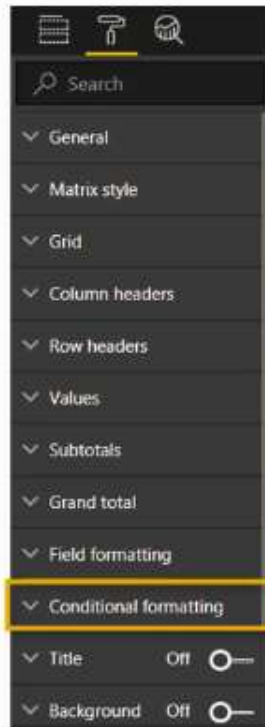 Search
General
Matrix style
Grid
Column headers
Row headers
Values
Subtotals
Grand total
Field formatting
Conditional formatting
Title Off
Background Off